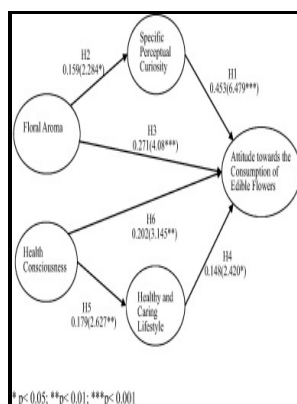 Specific
Perceptual
Curiosity
H2
0.159(2.284*)
H1
0.453(6.479***)
Floral Aroma
H3
0.271(4.08***)
Attitude towards the
Consumption of
Edible Flowers
H6
0.202(3.145**)
Health
Consciousness
H4
0.148(2.420*)
H5
0.179(2.627**)
Healthy and
Caring
Lifestyle
* p< 0.05; **p< 0.01; ***p< 0.001